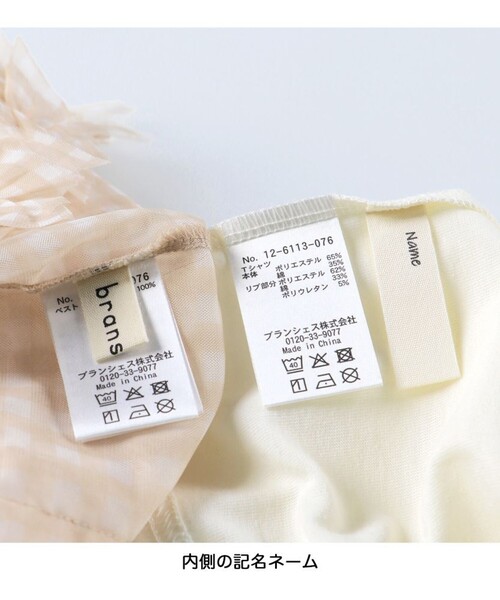 No. 076
ベスト 100%
brans
ブランシェス株式会社
0120-33-9077
Made in China
40
1
No. 12-6113-076
Tシャツ
本体 ポリエステル 65%
綿 35%
リブ部分 ポリエステル 62%
綿 33%
ポリウレタン 5%
ブランシェス株式会社
0120-33-9077
Made in China
40
1
Name
内側の記名ネーム